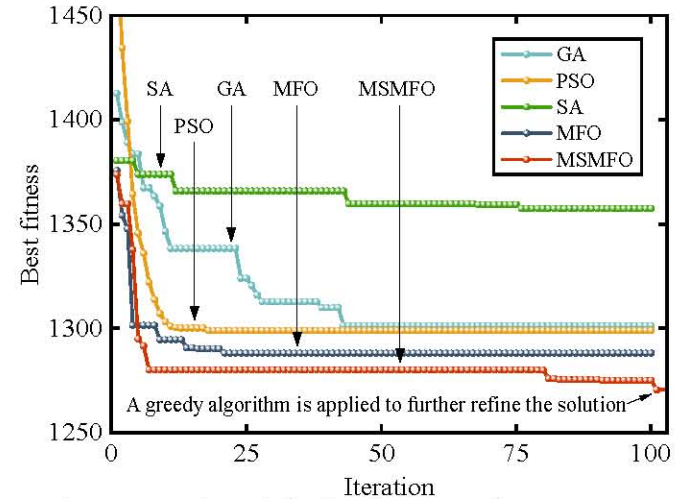 1450
1400
1350
1300
1250
Best fitness
GA
PSO
SA
MFO
MSMFO
SA
GA
MFO
MSMFO
PSO
A greedy algorithm is applied to further refine the solution
0
25
50
75
100
Iteration